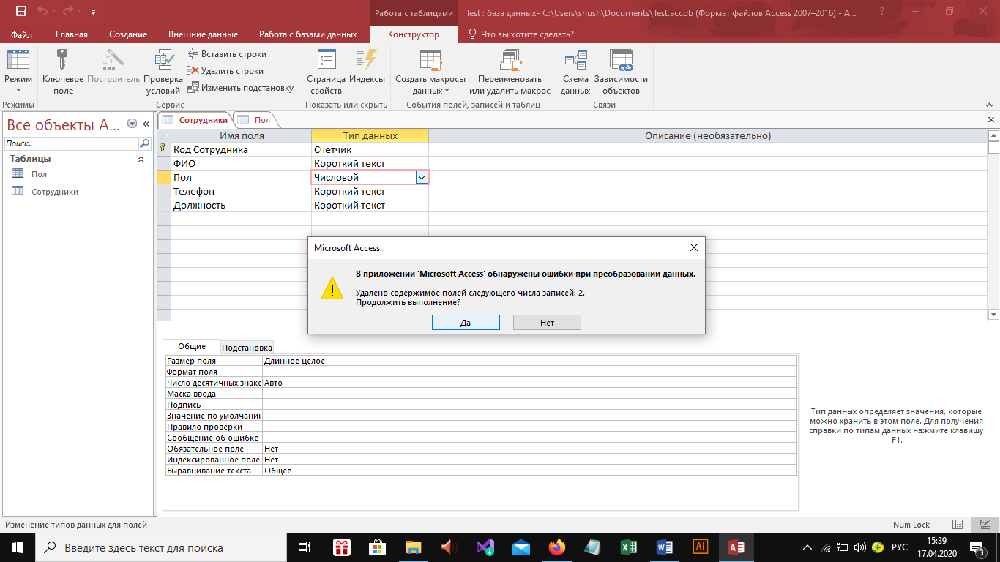 Работа с таблицами
Test : база данных- C:\Users\shush\Documents\Test.accdb (Формат файлов Access 2007–2016) - A...
Файл
Главная
Создание
Внешние данные
Работа с базами данных
Конструктор
Что вы хотите сделать?
Режим
Ключевое поле
Построитель
Проверка условий
Вставить строки
Удалить строки
Изменить подстановку
Страница свойств
Индексы
Создать макросы данных
Переименовать или удалить макрос
Схема данных
Зависимости объектов
Режимы
Сервис
Показать или скрыть
События полей, записей и таблиц
Связи
Все объекты A...
Поиск...
Таблицы
Пол
Сотрудники
Сотрудники
Пол
Имя поля
Тип данных
Описание (необязательно)
Код Сотрудника
Счетчик
ФИО
Короткий текст
Пол
Числовой
Телефон
Короткий текст
Должность
Короткий текст
Microsoft Access
В приложении 'Microsoft Access' обнаружены ошибки при преобразовании данных.
Удалено содержимое полей следующего числа записей: 2.
Продолжить выполнение?
Да
Нет
Общие
Подстановка
Размер поля
Длинное целое
Формат поля
Число десятичных знако
Авто
Маска ввода
Подпись
Значение по умолчани
Правило проверки
Сообщение об ошибке
Обязательное поле
Нет
Индексированное поле
Нет
Выравнивание текста
Общее
Тип данных определяет значения, которые
можно хранить в этом поле. Для получения
справки по типам данных нажмите клавишу
F1.
Изменение типов данных для полей
Num Lock
Введите здесь текст для поиска
РУС
15:39
17.04.2020
3